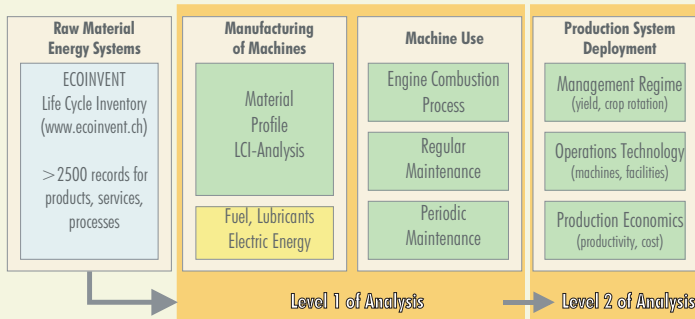 Raw Material
Energy Systems
ECOINVENT
Life Cycle Inventory
(www.ecoinvent.ch)
>2500 records for
products, services,
processes
Manufacturing
of Machines
Material
Profile
LCI-Analysis
Fuel, Lubricants
Electric Energy
Machine Use
Engine Combustion
Process
Regular
Maintenance
Periodic
Maintenance
Production System
Deployment
Management Regime
(yield, crop rotation)
Operations Technology
(machines, facilities)
Production Economics
(productivity, cost)
Level 1 of Analysis
Level 2 of Analysis